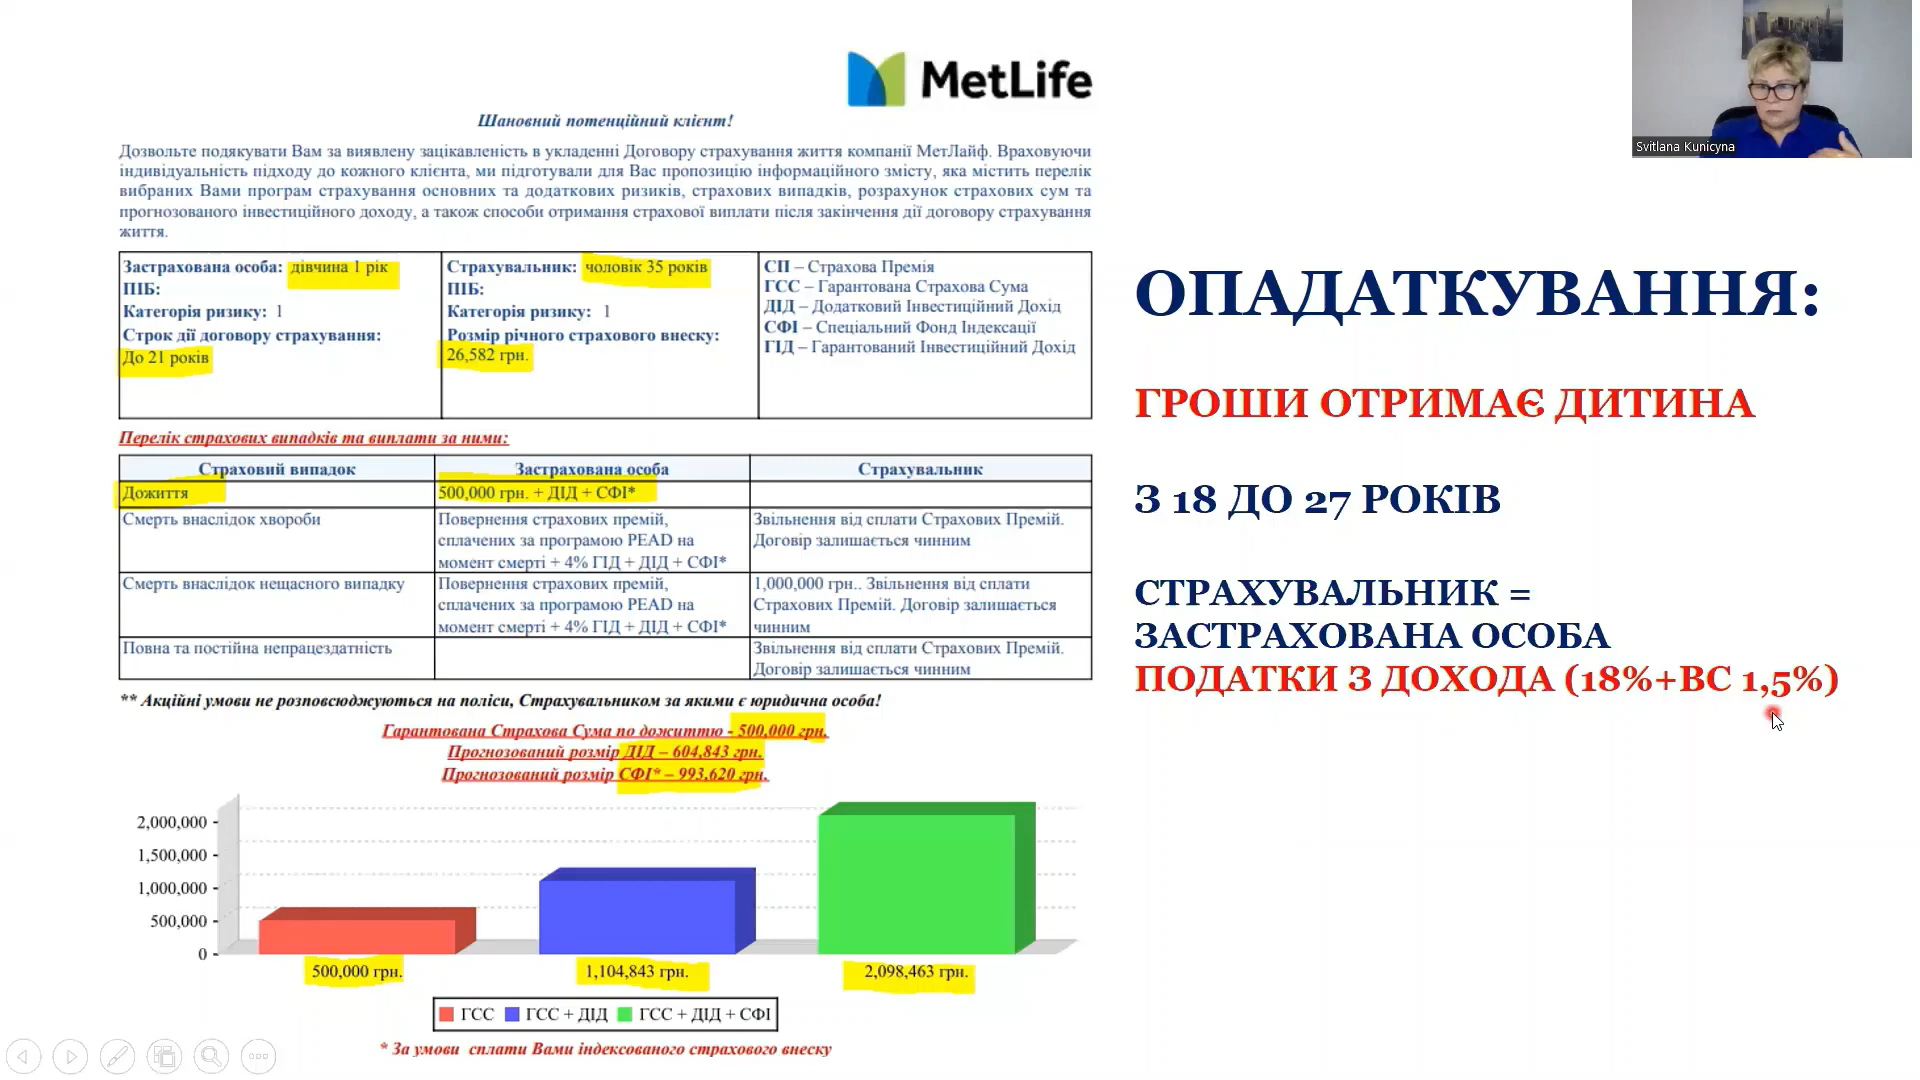 MetLife
Шановний потенційний клієнт!
Дозвольте подякувати Вам за виявлену зацікавленість в укладенні Договору страхування життя компанії МетЛайф. Враховуючи
індивідуальність підходу до кожного клієнта, ми підготували для Вас пропозицію інформаційного змісту, яка містить перелік
вибраних Вами програм страхування основних та додаткових ризиків, страхових випадків, розрахунок страхових сум та
прогнозованого інвестиційного доходу, а також способи отримання страхової виплати після закінчення дії договору страхування
життя.
Застрахована особа: дівчина 1 рік
ПІБ:
Категорія ризику: 1
Строк дії договору страхування:
До 21 років
Страхувальник: чоловік 35 років
ПІБ:
Категорія ризику: 1
Розмір річного страхового внеску:
26,582 грн.
СП – Страхова Премія
ГСС – Гарантована Страхова Сума
ДІД – Додатковий Інвестиційний Дохід
СФІ – Спеціальний Фонд Індексації
ГІД – Гарантований Інвестиційний Дохід
Перелік страхових випадків та виплати за ними:
Страховий випадок
Застрахована особа
Страхувальник
Дожиття
500,000 грн. + ДІД + СФІ*
Смерть внаслідок хвороби
Повернення страхових премій,
сплачених за програмою PEAD на
момент смерті + 4% ГІД + ДІД + СФІ*
Звільнення від сплати Страхових Премій.
Договір залишається чинним
Смерть внаслідок нещасного випадку
Повернення страхових премій,
сплачених за програмою PEAD на
момент смерті + 4% ГІД + ДІД + СФІ*
1,000,000 грн.. Звільнення від сплати
Страхових Премій. Договір залишається
чинним
Повна та постійна непрацездатність
Звільнення від сплати Страхових Премій.
Договір залишається чинним
** Акційні умови не розповсюджуються на поліси, Страхувальником за якими є юридична особа!
Гарантована Страхова Сума по дожиттю - 500,000 грн.
Прогнозований розмір ДІД – 604,843 грн.
Прогнозований розмір СФІ* – 993,620 грн.
2,000,000
1,500,000
1,000,000
500,000
0
500,000 грн.
1,104,843 грн.
2,098,463 грн.
ГСС ГСС + ДІД ГСС + ДІД + СФІ
* За умови сплати Вами індексованого страхового внеску
ОПАДАТКУВАННЯ:
ГРОШИ ОТРИМАЄ ДИТИНА
З 18 ДО 27 РОКІВ
СТРАХУВАЛЬНИК =
ЗАСТРАХОВАНА ОСОБА
ПОДАТКИ З ДОХОДА (18%+ВС 1,5%)
Svitlana Kunicyna